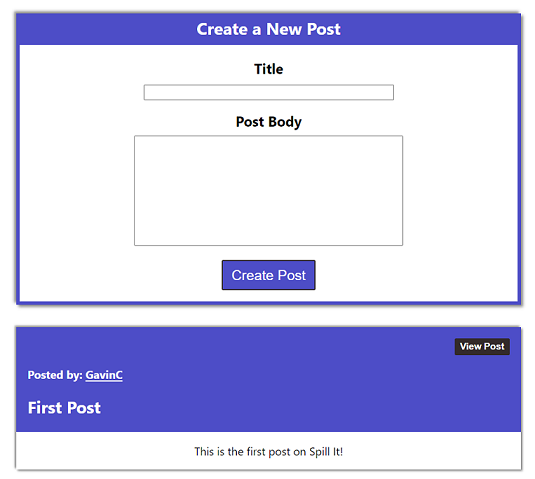 Create a New Post
Title
Post Body
Create Post
View Post
Posted by: GavinC
First Post
This is the first post on Spill It!